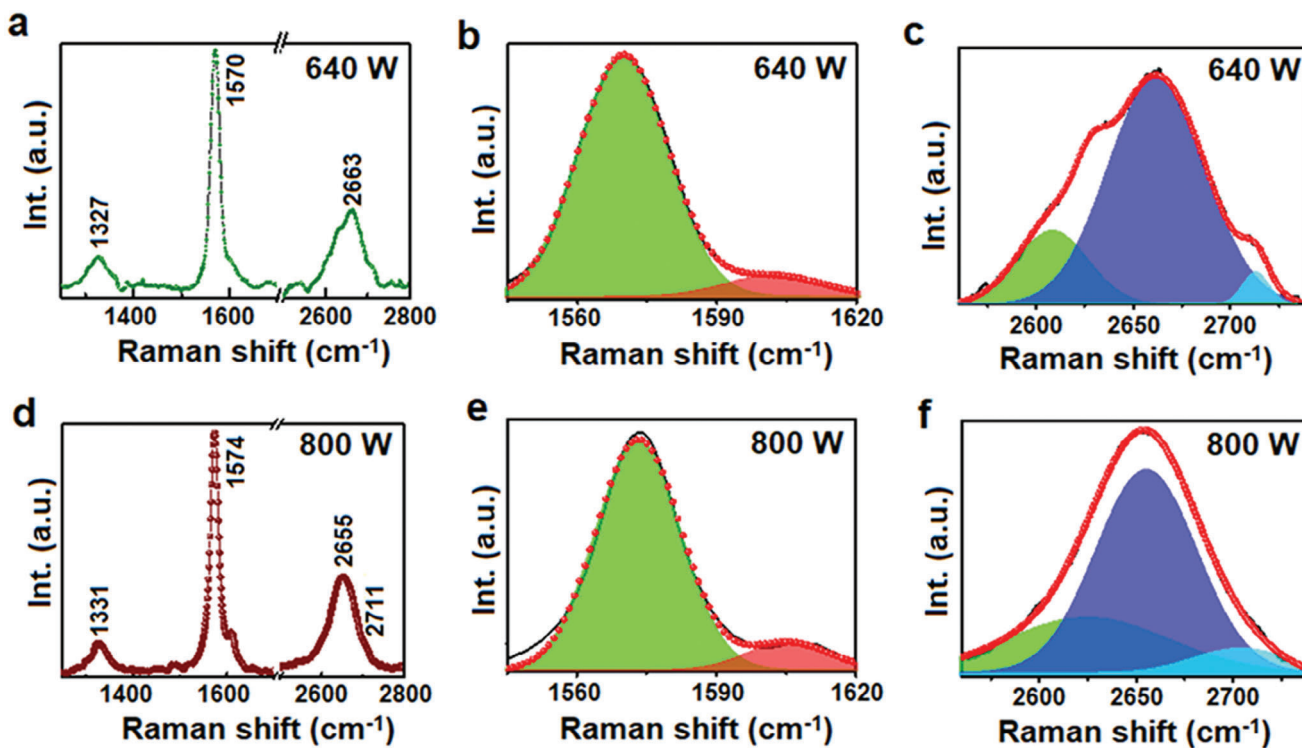 a
640 W
1327
1570
2663
Int. (a.u.)
1400 1600 2600 2800
Raman shift (cm-1)
b
640 W
Int. (a.u.)
1560 1590 1620
Raman shift (cm-1)
c
640 W
Int. (a.u.)
2600 2650 2700
Raman shift (cm-1)
d
800 W
1331
1574
2655
2711
Int. (a.u.)
1400 1600 2600 2800
Raman shift (cm-1)
e
800 W
Int. (a.u.)
1560 1590 1620
Raman shift (cm-1)
f
800 W
Int. (a.u.)
2600 2650 2700
Raman shift (cm-1)